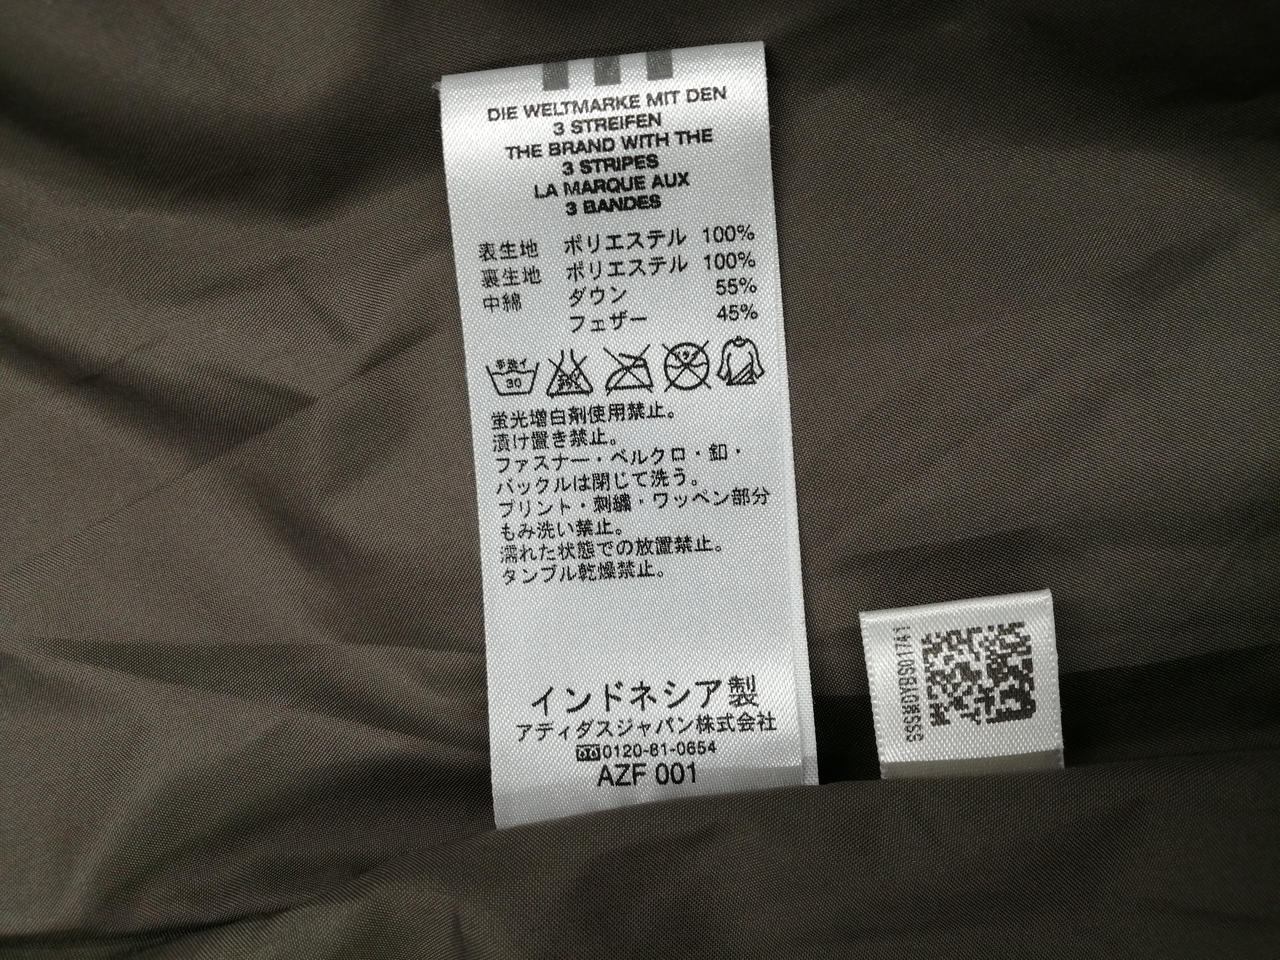 DIE WELTMARKE MIT DEN
3 STREIFEN
THE BRAND WITH THE
3 STRIPES
LA MARQUE AUX
3 BANDES
表生地 ポリエステル 100%
裏生地 ポリエステル 100%
中綿 ダウン 55%
フェザー 45%
手洗イ
30
蛍光増白剤使用禁止。
漬け置き禁止。
ファスナー・ベルクロ・釦・
バックルは閉じて洗う。
プリント・刺繍・ワッペン部分
もみ洗い禁止。
濡れた状態での放置禁止。
タンブル乾燥禁止。
インドネシア製
アディダスジャパン株式会社
0120-81-0654
AZF 001